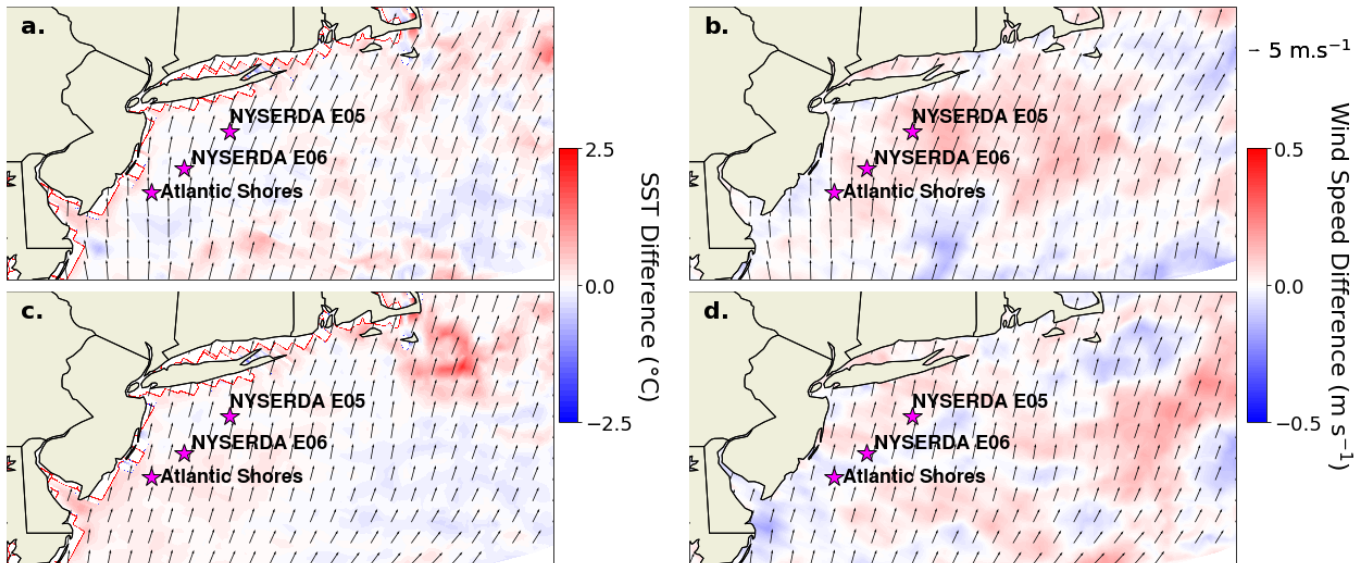 a.
NYSERDA E05
NYSERDA E06
Atlantic Shores
b.
NYSERDA E05
NYSERDA E06
Atlantic Shores
5 m.s⁻¹
2.5
0.0
−2.5
SST Difference (°C)
0.5
0.0
−0.5
Wind Speed Difference (m s⁻¹)
c.
NYSERDA E05
NYSERDA E06
Atlantic Shores
d.
NYSERDA E05
NYSERDA E06
Atlantic Shores